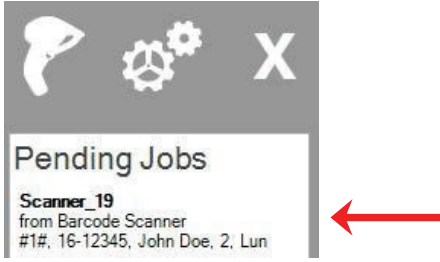 X
Pending Jobs
Scanner_19
from Barcode Scanner
#1#, 16-12345, John Doe, 2, Lun